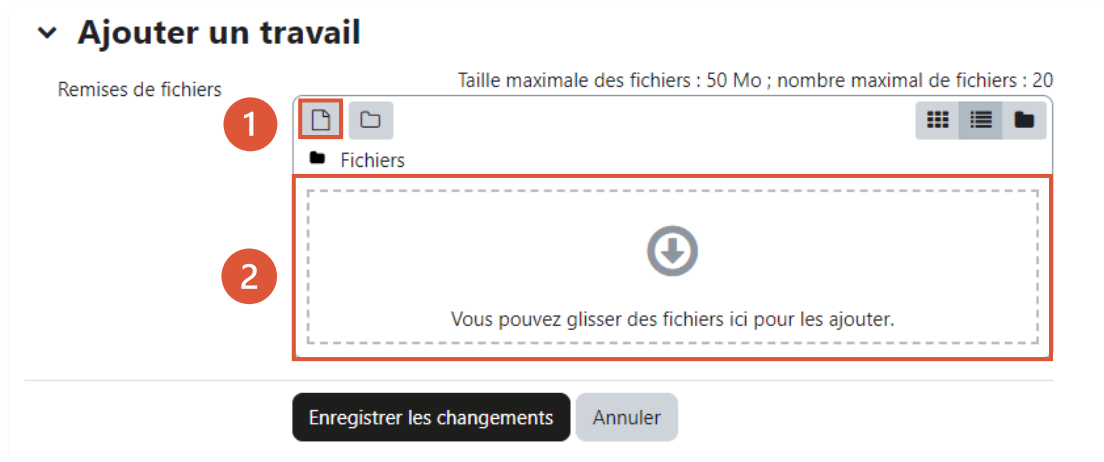 Ajouter un travail
Taille maximale des fichiers : 50 Mo ; nombre maximal de fichiers : 20
Remises de fichiers
1
Fichiers
2
Vous pouvez glisser des fichiers ici pour les ajouter.
Enregistrer les changements Annuler